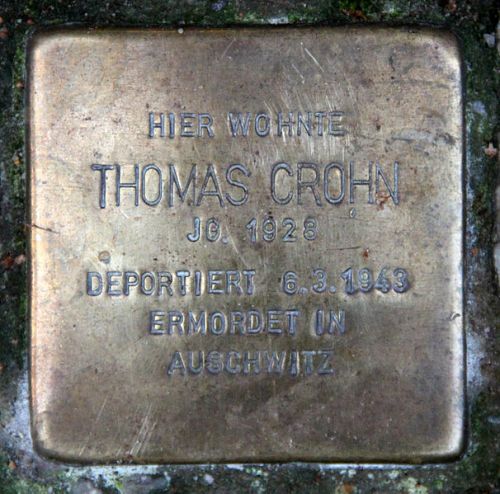 HIER WOHNTE
THOMAS CROHN
JG. 1928
DEPORTIERT 6.3.1943
ERMORDET IN
AUSCHWITZ